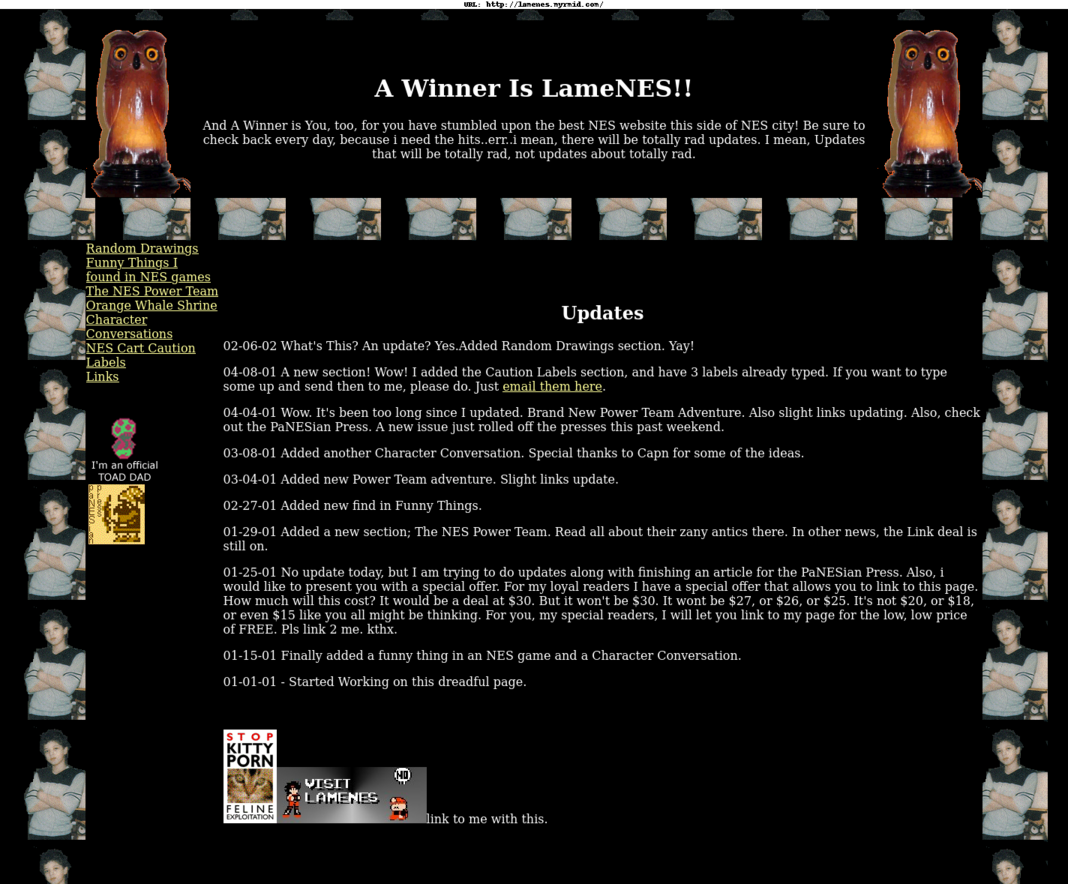 URL: http://lamenes.myrmid.com/
A Winner Is LameNES!!
And A Winner is You, too, for you have stumbled upon the best NES website this side of NES city! Be sure to
check back every day, because i need the hits..err..i mean, there will be totally rad updates. I mean, Updates
that will be totally rad, not updates about totally rad.
Random Drawings
Funny Things I
found in NES games
The NES Power Team
Orange Whale Shrine
Character
Conversations
NES Cart Caution
Labels
Links
I'm an official
TOAD DAD
PANESIAN
PRESS
Updates
02-06-02 What's This? An update? Yes.Added Random Drawings section. Yay!
04-08-01 A new section! Wow! I added the Caution Labels section, and have 3 labels already typed. If you want to type
some up and send then to me, please do. Just email them here.
04-04-01 Wow. It's been too long since I updated. Brand New Power Team Adventure. Also slight links updating. Also, check
out the PaNESian Press. A new issue just rolled off the presses this past weekend.
03-08-01 Added another Character Conversation. Special thanks to Capn for some of the ideas.
03-04-01 Added new Power Team adventure. Slight links update.
02-27-01 Added new find in Funny Things.
01-29-01 Added a new section; The NES Power Team. Read all about their zany antics there. In other news, the Link deal is
still on.
01-25-01 No update today, but I am trying to do updates along with finishing an article for the PaNESian Press. Also, i
would like to present you with a special offer. For my loyal readers I have a special offer that allows you to link to this page.
How much will this cost? It would be a deal at $30. But it won't be $30. It wont be $27, or $26, or $25. It's not $20, or $18,
or even $15 like you all might be thinking. For you, my special readers, I will let you link to my page for the low, low price
of FREE. Pls link 2 me. kthx.
01-15-01 Finally added a funny thing in an NES game and a Character Conversation.
01-01-01 - Started Working on this dreadful page.
STOP
KITTY
PORN
FELINE
EXPLOITATION
VISIT
LAMENES
NO
link to me with this.